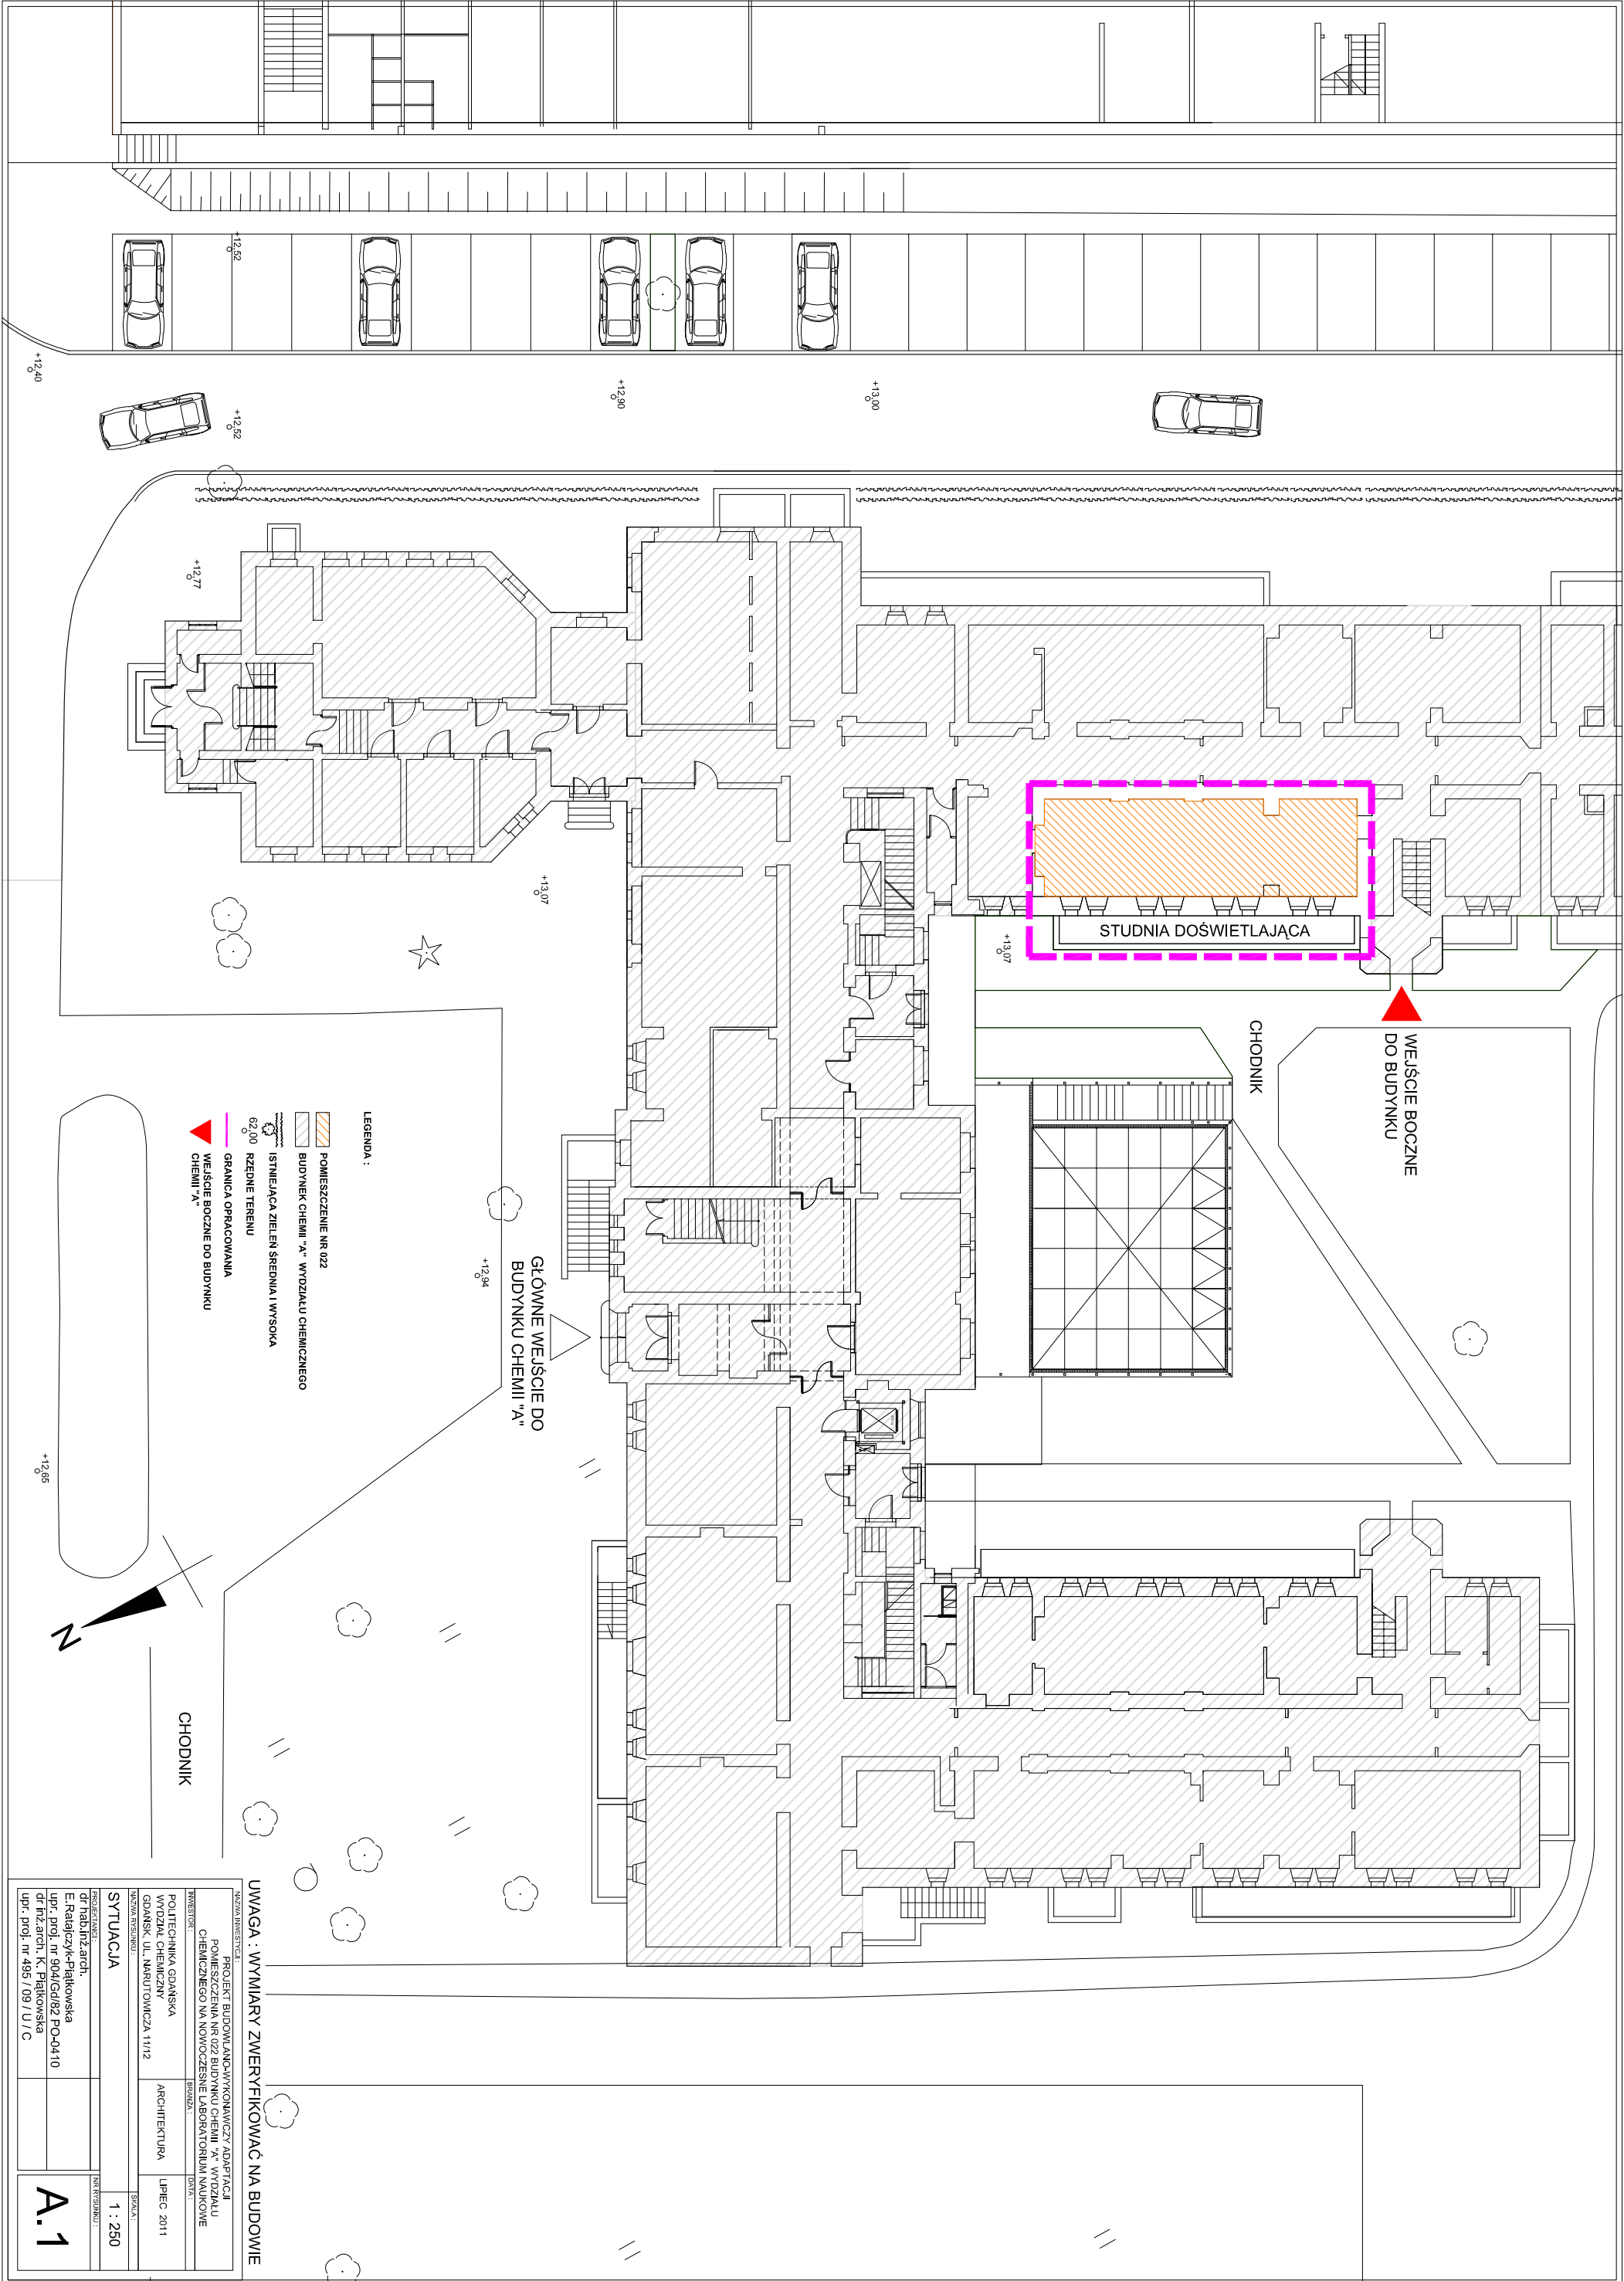 +12,52
+12,40
+12,52
+12,90
+13,00
+12,77
+13,07
+13,07
STUDNIA DOŚWIETLAJĄCA
WEJŚCIE BOCZNE
DO BUDYNKU
CHODNIK
GŁÓWNE WEJŚCIE DO
BUDYNKU CHEMII "A"
+12,94
+12,65
LEGENDA :
POMIESZCZENIE NR 022
BUDYNEK CHEMII "A" WYDZIAŁU CHEMICZNEGO
ISTNIEJĄCA ZIELEŃ ŚREDNIA I WYSOKA
62,00
RZĘDNE TERENU
GRANICA OPRACOWANIA
WEJŚCIE BOCZNE DO BUDYNKU
CHEMII "A"
N
CHODNIK
UWAGA : WYMIARY ZWERYFIKOWAĆ NA BUDOWIE
NAZWA INWESTYCJI :
PROJEKT BUDOWLANO-WYKONAWCZY ADAPTACJI
POMIESZCZENIA NR 022 BUDYNKU CHEMII "A" WYDZIAŁU
CHEMICZNEGO NA NOWOCZESNE LABORATORIUM NAUKOWE
INWESTOR :
POLITECHNIKA GDAŃSKA
WYDZIAŁ CHEMICZNY
GDAŃSK, UL. NARUTOWICZA 11/12
BRANŻA :
ARCHITEKTURA
DATA :
LIPIEC 2011
NAZWA RYSUNKU :
SYTUACJA
SKALA :
1 : 250
PROJEKTANCI :
dr hab.inż.arch.
E.Ratajczyk-Piątkowska
upr. proj. nr 904/Gd/82 PO-0410
dr inż.arch. K. Piątkowska
upr. proj. nr 495 / 09 / U / C
NR RYSUNKU :
A.1